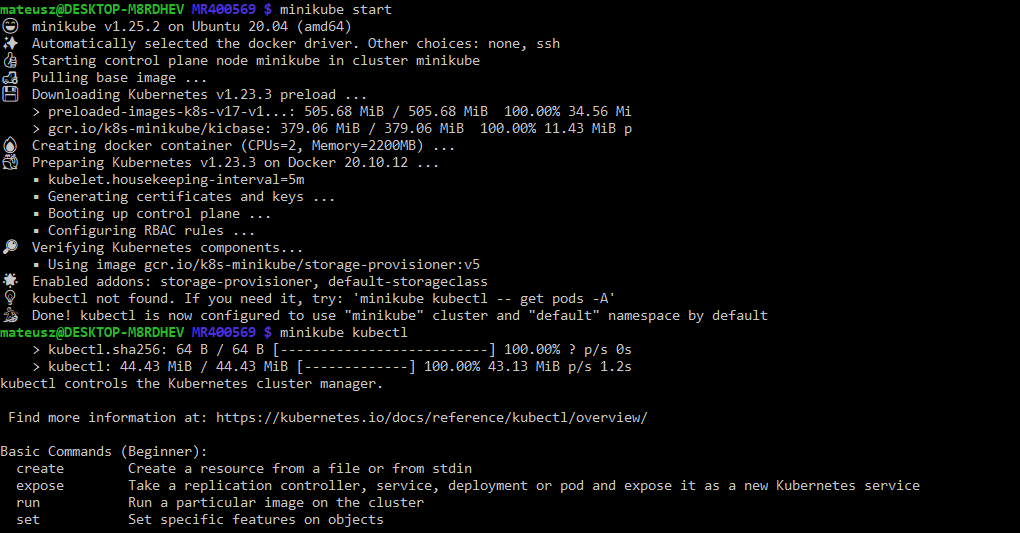 mateusz@DESKTOP-M8RDHEV MR400569 $ minikube start
minikube v1.25.2 on Ubuntu 20.04 (amd64)
Automatically selected the docker driver. Other choices: none, ssh
Starting control plane node minikube in cluster minikube
Pulling base image ...
Downloading Kubernetes v1.23.3 preload ...
> preloaded-images-k8s-v17-v1...: 505.68 MiB / 505.68 MiB  100.00% 34.56 Mi
> gcr.io/k8s-minikube/kicbase: 379.06 MiB / 379.06 MiB  100.00% 11.43 MiB p
Creating docker container (CPUs=2, Memory=2200MB) ...
Preparing Kubernetes v1.23.3 on Docker 20.10.12 ...
▪ kubelet.housekeeping-interval=5m
▪ Generating certificates and keys ...
▪ Booting up control plane ...
▪ Configuring RBAC rules ...
Verifying Kubernetes components...
▪ Using image gcr.io/k8s-minikube/storage-provisioner:v5
Enabled addons: storage-provisioner, default-storageclass
kubectl not found. If you need it, try: 'minikube kubectl -- get pods -A'
Done! kubectl is now configured to use "minikube" cluster and "default" namespace by default
mateusz@DESKTOP-M8RDHEV MR400569 $ minikube kubectl
> kubectl.sha256: 64 B / 64 B [--------------------------] 100.00% ? p/s 0s
> kubectl: 44.43 MiB / 44.43 MiB [-------------] 100.00% 43.13 MiB p/s 1.2s
kubectl controls the Kubernetes cluster manager.
Find more information at: https://kubernetes.io/docs/reference/kubectl/overview/
Basic Commands (Beginner):
create        Create a resource from a file or from stdin
expose        Take a replication controller, service, deployment or pod and expose it as a new Kubernetes service
run           Run a particular image on the cluster
set           Set specific features on objects